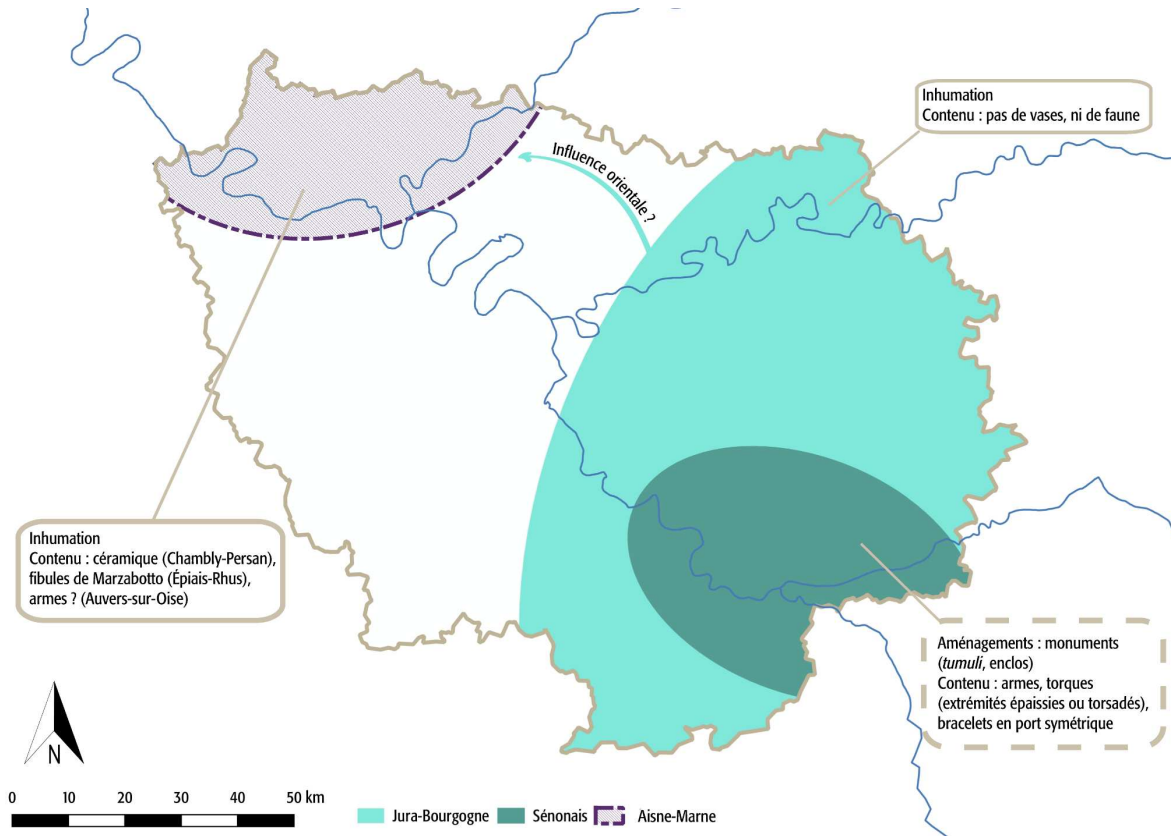 Inhumation
Contenu : pas de vases, ni de faune
Influence orientale ?
Inhumation
Contenu : céramique (Chambly-Persan),
fibules de Marzabotto (Épiais-Rhus),
armes ? (Auvers-sur-Oise)
Aménagements : monuments
(tumuli, enclos)
Contenu : armes, torques
(extrémités épaissies ou torsadés),
bracelets en port symétrique
N
0 10 20 30 40 50 km
Jura-Bourgogne Sénonais Aisne-Marne